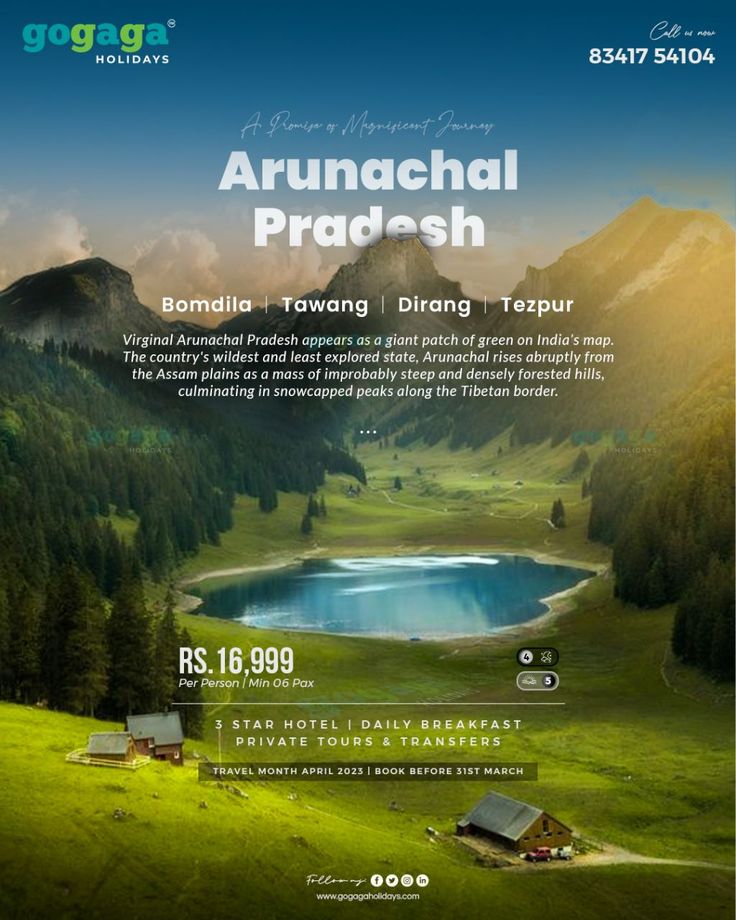 gogaga™
HOLIDAYS
Call us now
83417 54104
A Promise of Magnificent Journey
Arunachal
Pradesh
Bomdila | Tawang | Dirang | Tezpur
Virginal Arunachal Pradesh appears as a giant patch of green on India's map.
The country's wildest and least explored state, Arunachal rises abruptly from
the Assam plains as a mass of improbably steep and densely forested hills,
culminating in snowcapped peaks along the Tibetan border.
...
gogaga gogaga
HOLIDAYS HOLIDAYS
RS. 16,999
Per Person | Min 06 Pax
4
5
3 STAR HOTEL | DAILY BREAKFAST
PRIVATE TOURS & TRANSFERS
TRAVEL MONTH APRIL 2023 | BOOK BEFORE 31ST MARCH
Follow us
www.gogagaholidays.com